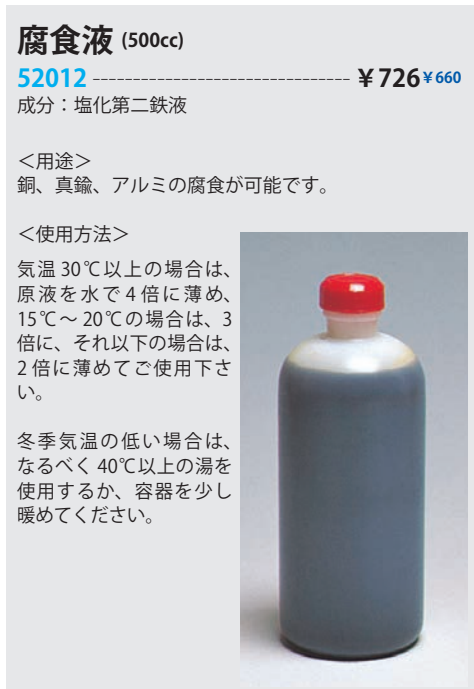 腐食液 (500cc)
52012 ------------------------------- ￥726 ￥660
成分：塩化第二鉄液
＜用途＞
銅、真鍮、アルミの腐食が可能です。
＜使用方法＞
気温 30℃以上の場合は、
原液を水で 4 倍に薄め、
15℃～ 20℃の場合は、3
倍に、それ以下の場合は、
2 倍に薄めてご使用下さ
い。
冬季気温の低い場合は、
なるべく 40℃以上の湯を
使用するか、容器を少し
暖めてください。